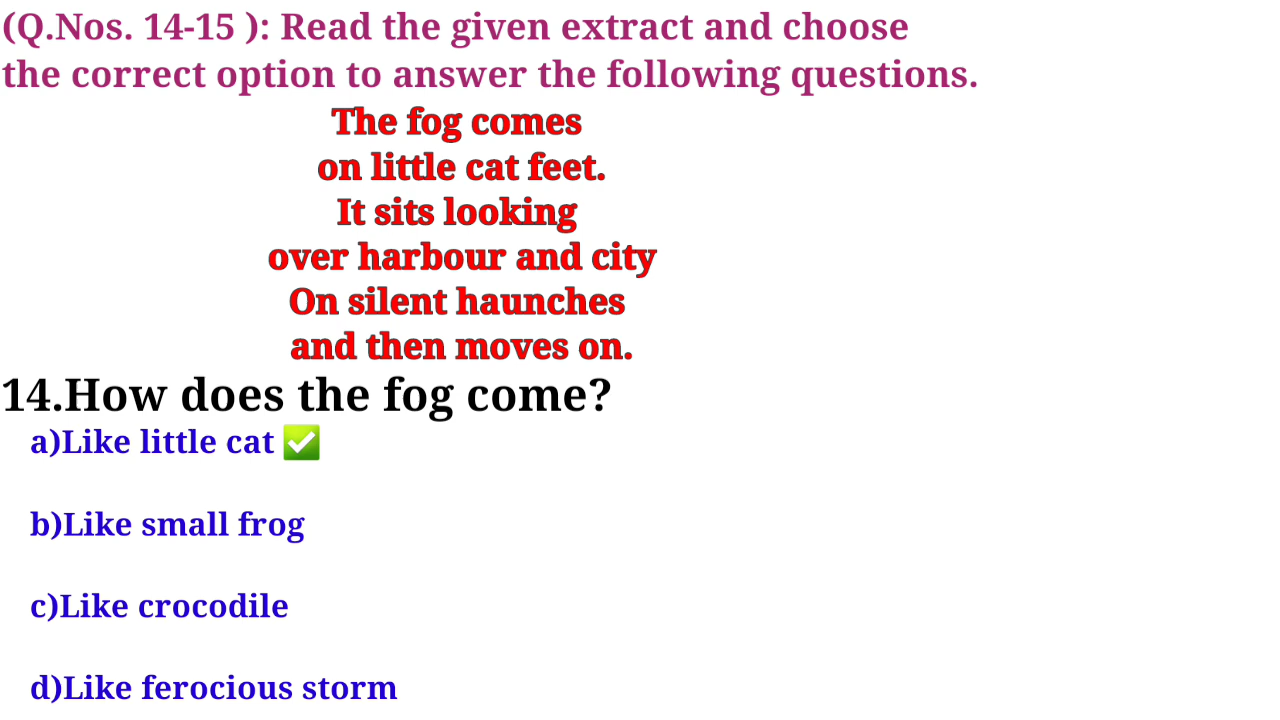 (Q.Nos. 14-15 ): Read the given extract and choose
the correct option to answer the following questions.
The fog comes
on little cat feet.
It sits looking
over harbour and city
On silent haunches
and then moves on.
14.How does the fog come?
a)Like little cat ✅
b)Like small frog
c)Like crocodile
d)Like ferocious storm